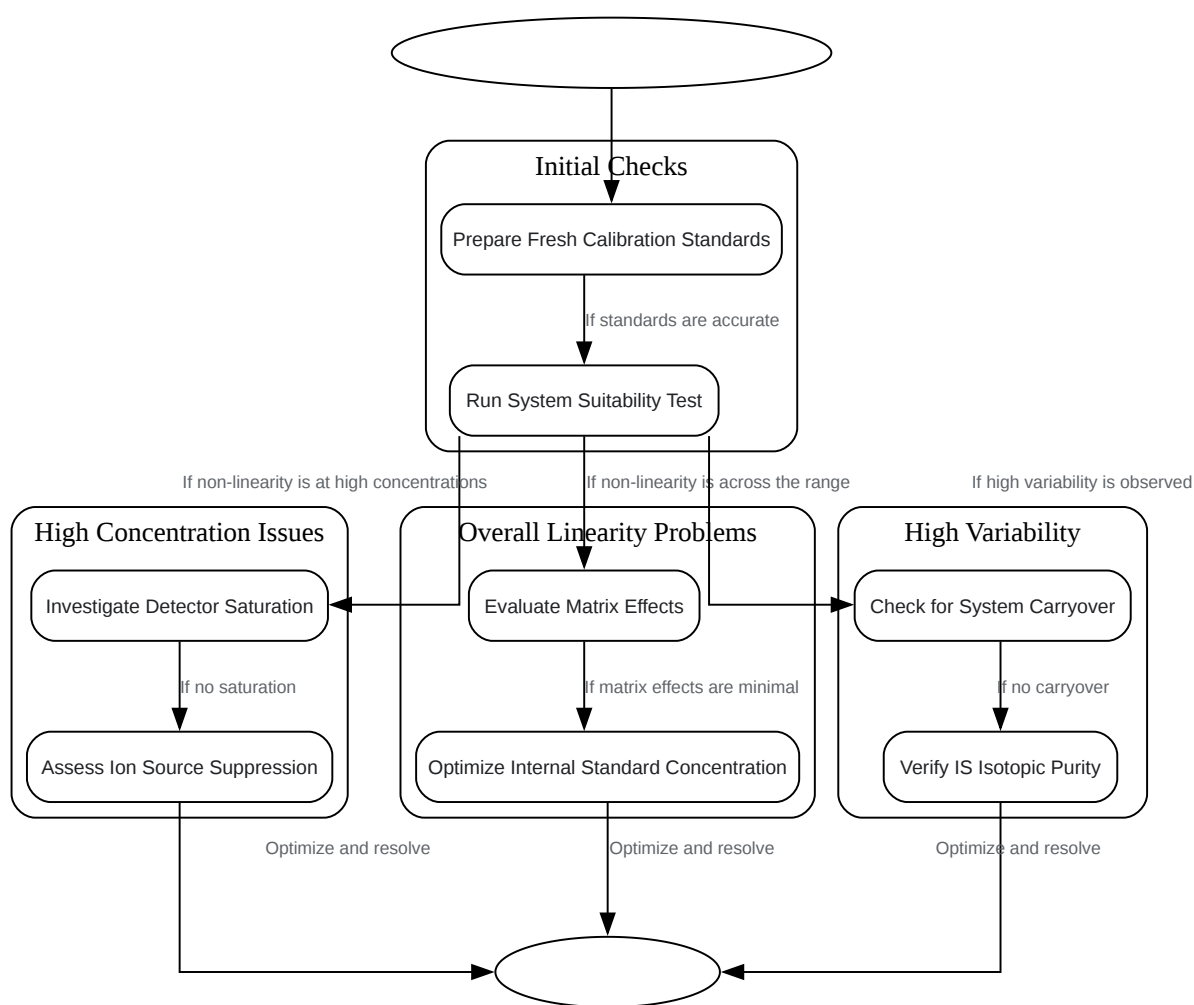 Initial Checks
Prepare Fresh Calibration Standards
If standards are accurate
Run System Suitability Test
If non-linearity is at high concentrations
If non-linearity is across the range
If high variability is observed
High Concentration Issues
Overall Linearity Problems
High Variability
Investigate Detector Saturation
Evaluate Matrix Effects
Check for System Carryover
If no saturation
If matrix effects are minimal
If no carryover
Assess Ion Source Suppression
Optimize Internal Standard Concentration
Verify IS Isotopic Purity
Optimize and resolve
Optimize and resolve
Optimize and resolve